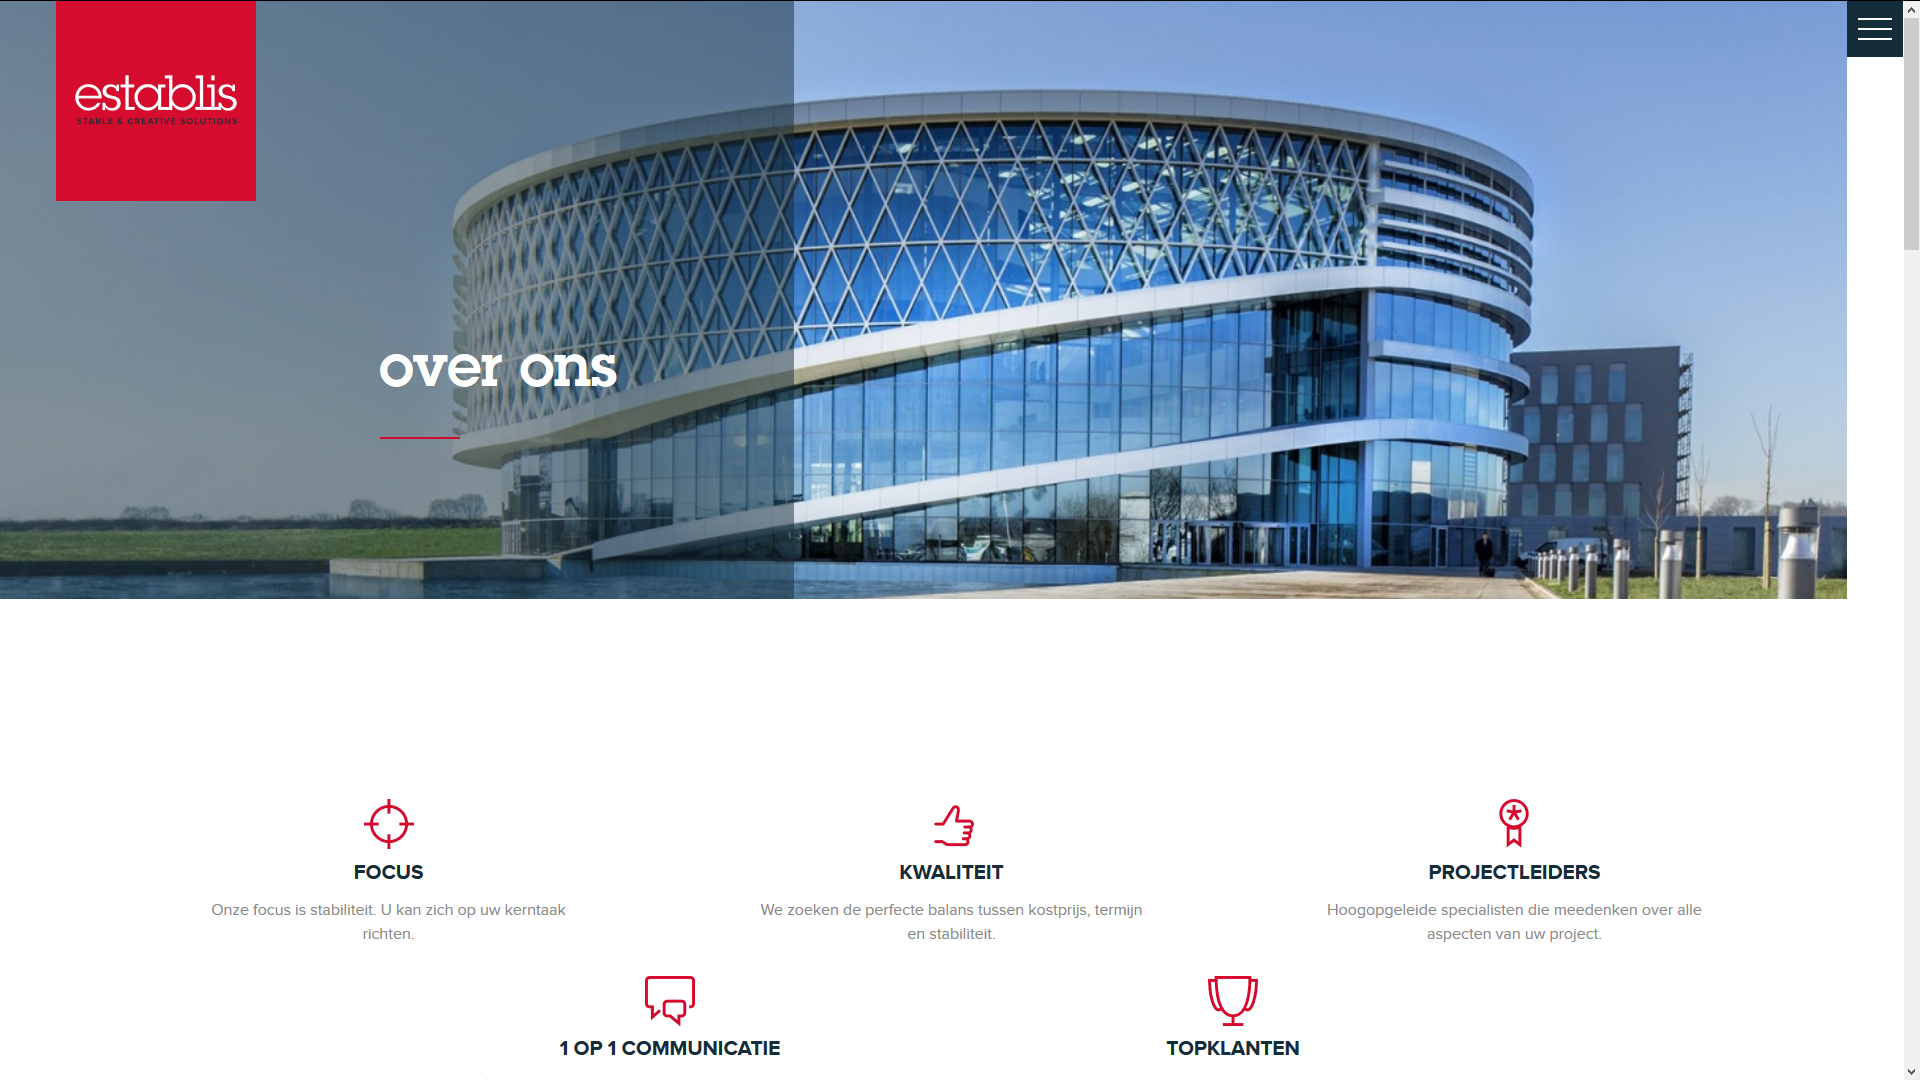 establis
STABLE & CREATIVE SOLUTIONS
over ons
FOCUS
Onze focus is stabiliteit. U kan zich op uw kerntaak
richten.
KWALITEIT
We zoeken de perfecte balans tussen kostprijs, termijn
en stabiliteit.
PROJECTLEIDERS
Hoogopgeleide specialisten die meedenken over alle
aspecten van uw project.
1 OP 1 COMMUNICATIE
TOPKLANTEN